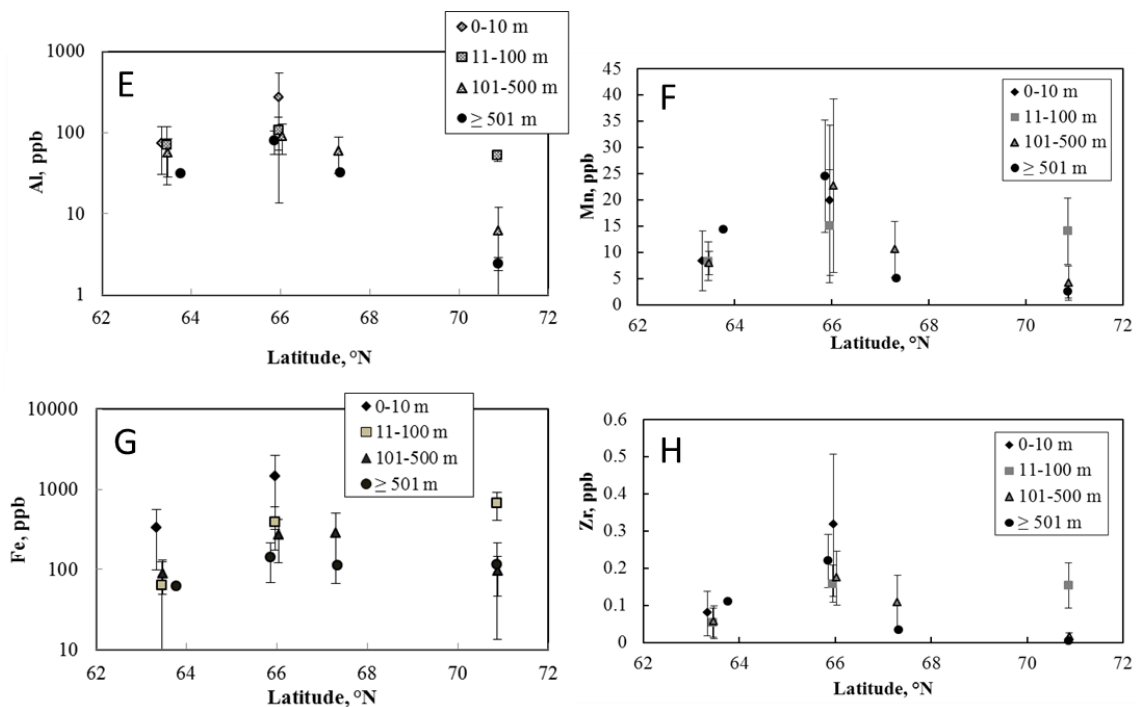 E
Al, ppb
1000
100
10
1
62 64 66 68 70 72
Latitude, °N
0-10 m
11-100 m
101-500 m
≥ 501 m
F
Mn, ppb
45
40
35
30
25
20
15
10
5
0
62 64 66 68 70 72
Latitude, °N
0-10 m
11-100 m
101-500 m
≥ 501 m
G
Fe, ppb
10000
1000
100
10
62 64 66 68 70 72
Latitude, °N
0-10 m
11-100 m
101-500 m
≥ 501 m
H
Zr, ppb
0.6
0.5
0.4
0.3
0.2
0.1
0
62 64 66 68 70 72
Latitude, °N
0-10 m
11-100 m
101-500 m
≥ 501 m